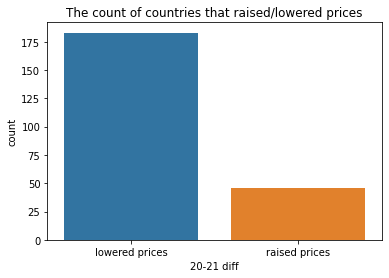 The count of countries that raised/lowered prices
175
150
125
100
75
50
25
0
count
lowered prices
raised prices
20-21 diff